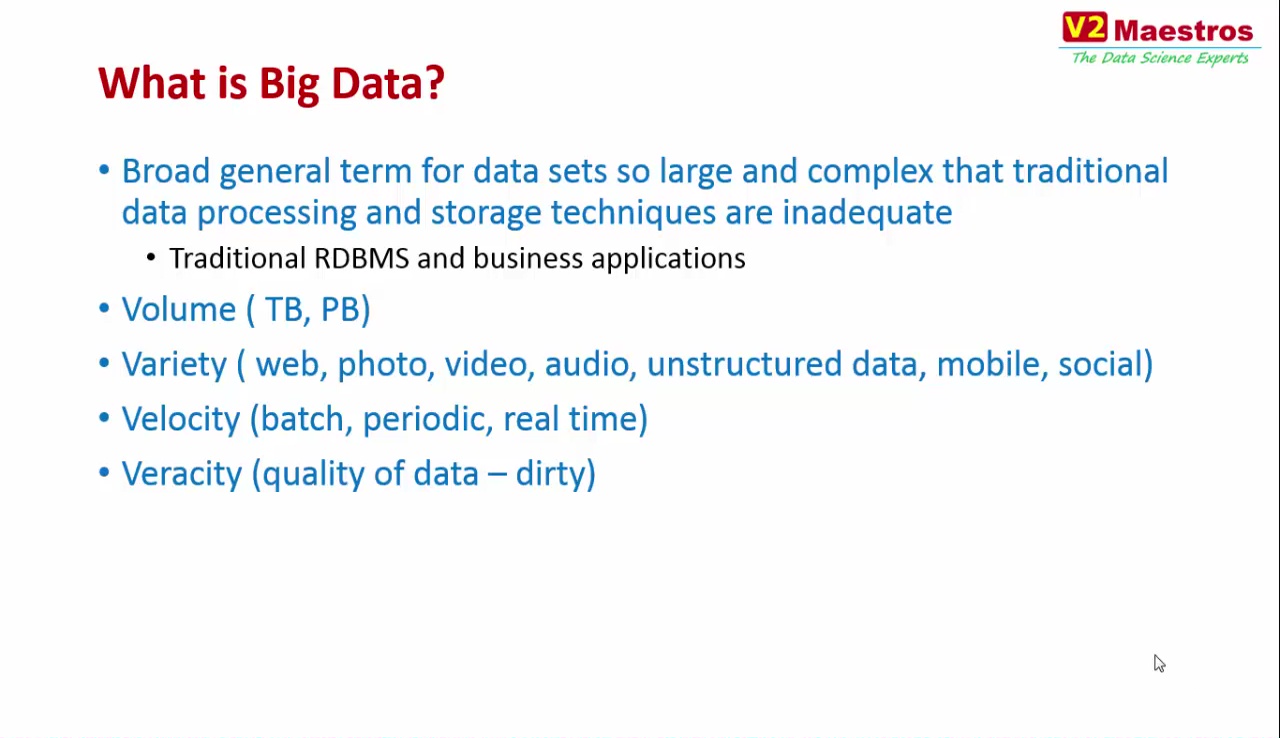 V2 Maestros
The Data Science Experts
What is Big Data?
• Broad general term for data sets so large and complex that traditional
data processing and storage techniques are inadequate
• Traditional RDBMS and business applications
• Volume ( TB, PB)
• Variety ( web, photo, video, audio, unstructured data, mobile, social)
• Velocity (batch, periodic, real time)
• Veracity (quality of data – dirty)